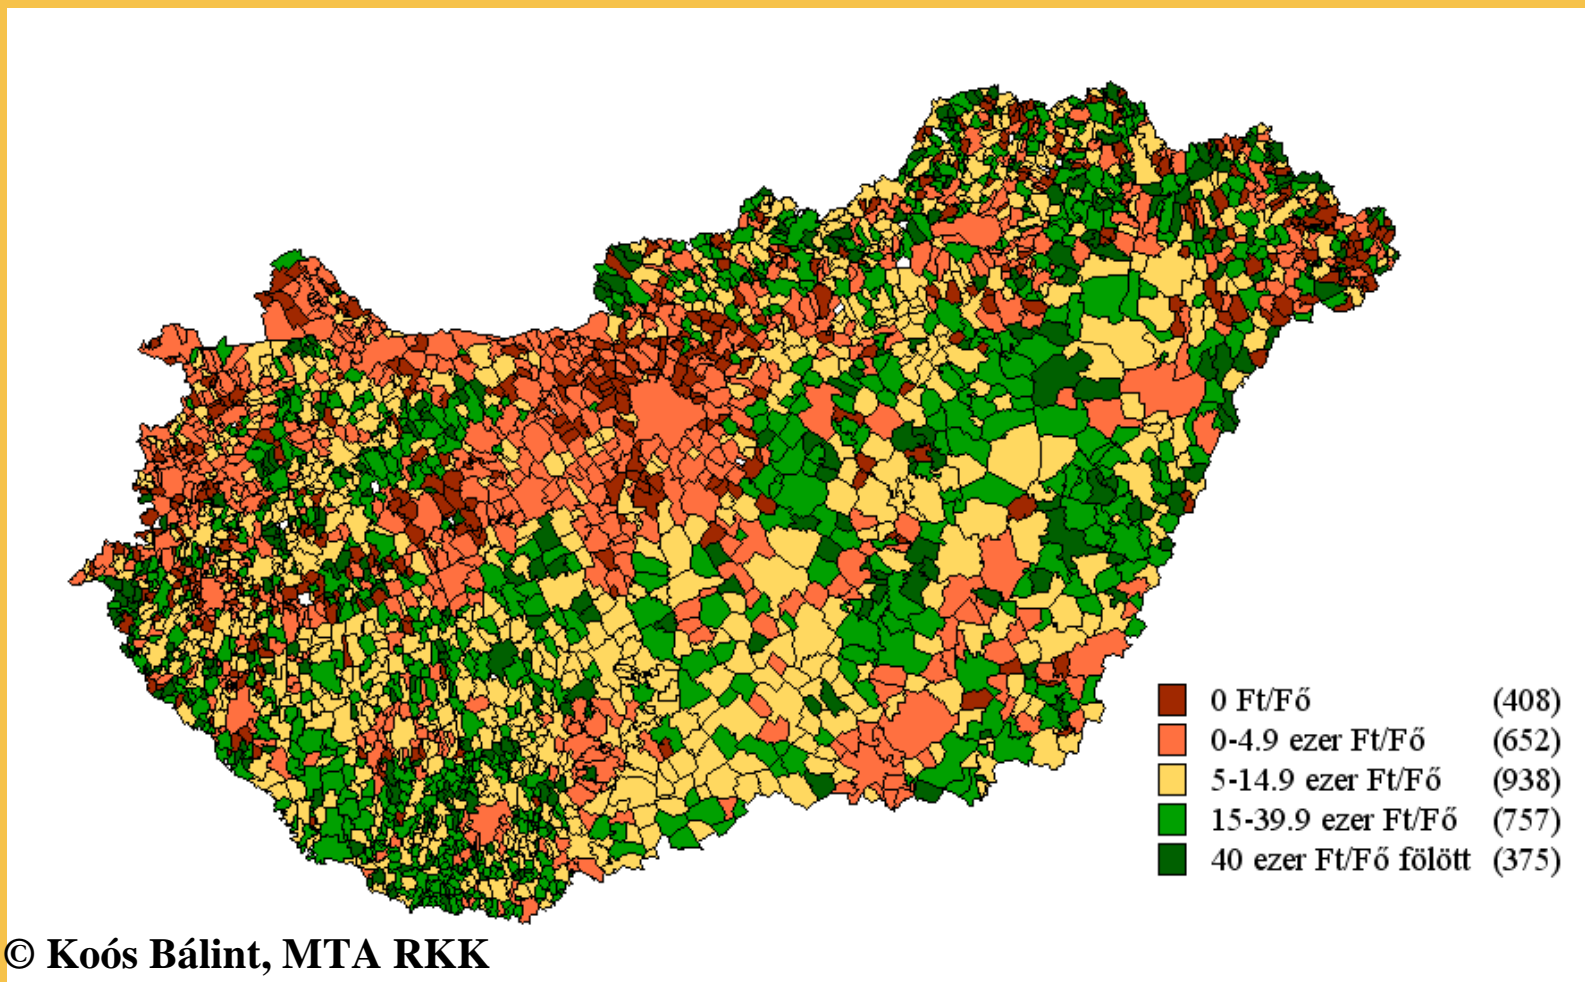 0 Ft/Fő (408)
0-4.9 ezer Ft/Fő (652)
5-14.9 ezer Ft/Fő (938)
15-39.9 ezer Ft/Fő (757)
40 ezer Ft/Fő fölött (375)
© Koós Bálint, MTA RKK